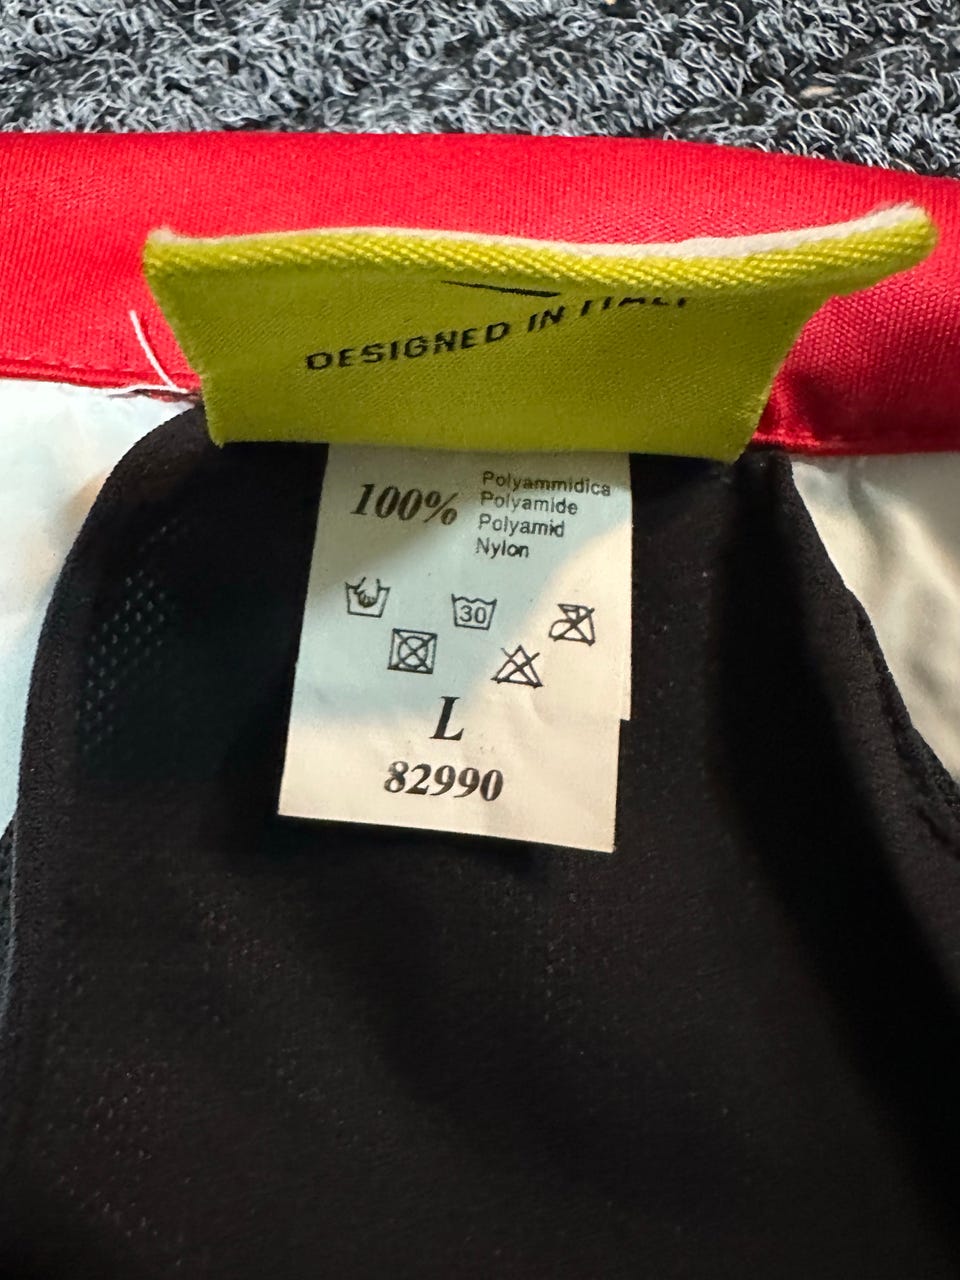 DESIGNED IN ITALY
100%
Polyammidica
Polyamide
Polyamid
Nylon
30
L
82990